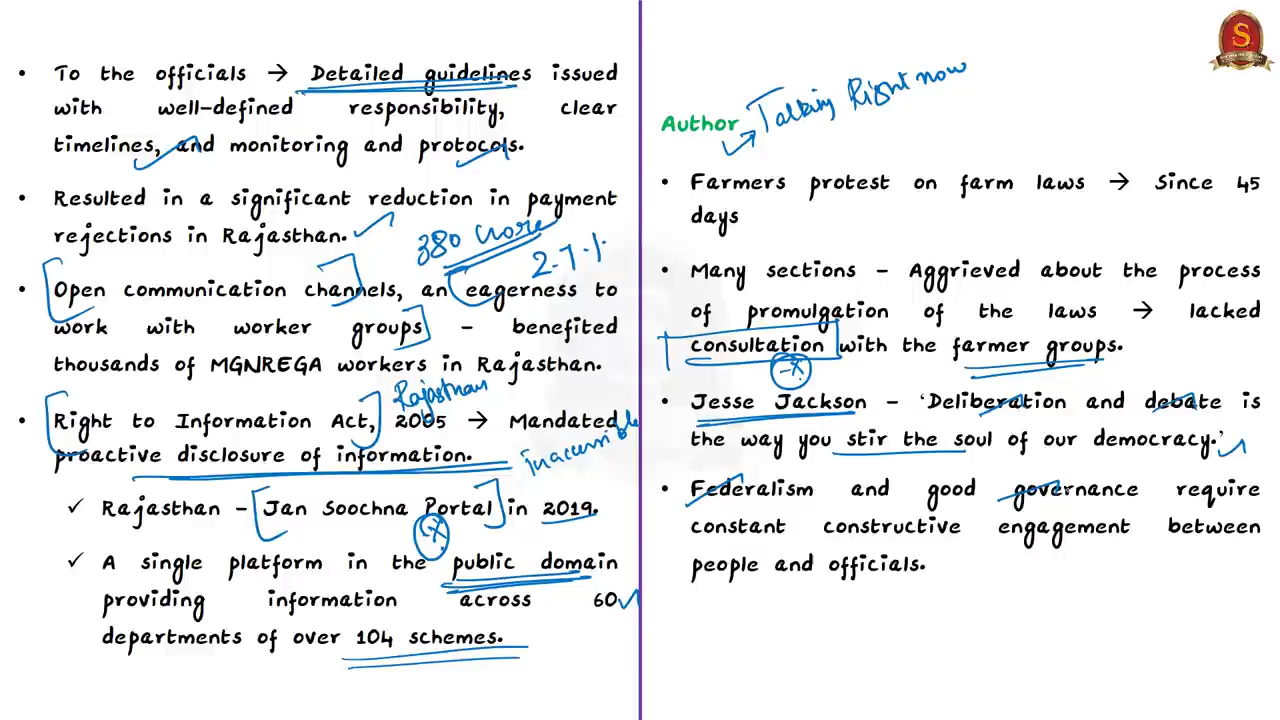 • To the officials → Detailed guidelines issued
with well-defined responsibility, clear
timelines, and monitoring and protocols.
• Resulted in a significant reduction in payment
rejections in Rajasthan.
380 crore
2.7%
• Open communication channels, an eagerness to
work with worker groups - benefited
thousands of MGNREGA workers in Rajasthan.
Rajasthan
• Right to Information Act, 2005 → Mandated
proactive disclosure of information.
inaccessible
✓ Rajasthan - Jan Soochna Portal in 2019.
✓ A single platform in the public domain
providing information across 60
departments of over 104 schemes.
S
Talking Right now
Author
• Farmers protest on farm laws → Since 45
days
• Many sections - Aggrieved about the process
of promulgation of the laws → lacked
consultation with the farmer groups.
• Jesse Jackson - 'Deliberation and debate is
the way you stir the soul of our democracy.'
• Federalism and good governance require
constant constructive engagement between
people and officials.